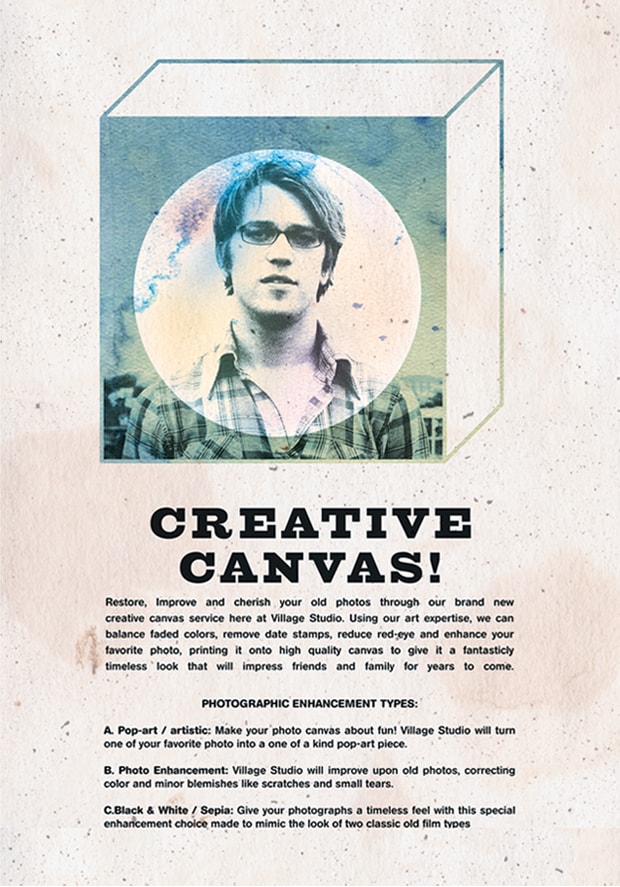 CREATIVE
CANVAS!
Restore, Improve and cherish your old photos through our brand new
creative canvas service here at Village Studio. Using our art expertise, we can
balance faded colors, remove date stamps, reduce red-eye and enhance your
favorite photo, printing it onto high quality canvas to give it a fantasticly
timeless look that will impress friends and family for years to come.
PHOTOGRAPHIC ENHANCEMENT TYPES:
A. Pop-art / artistic: Make your photo canvas about fun! Village Studio will turn
one of your favorite photo into a one of a kind pop-art piece.
B. Photo Enhancement: Village Studio will improve upon old photos, correcting
color and minor blemishes like scratches and small tears.
C.Black & White / Sepia: Give your photographs a timeless feel with this special
enhancement choice made to mimic the look of two classic old film types